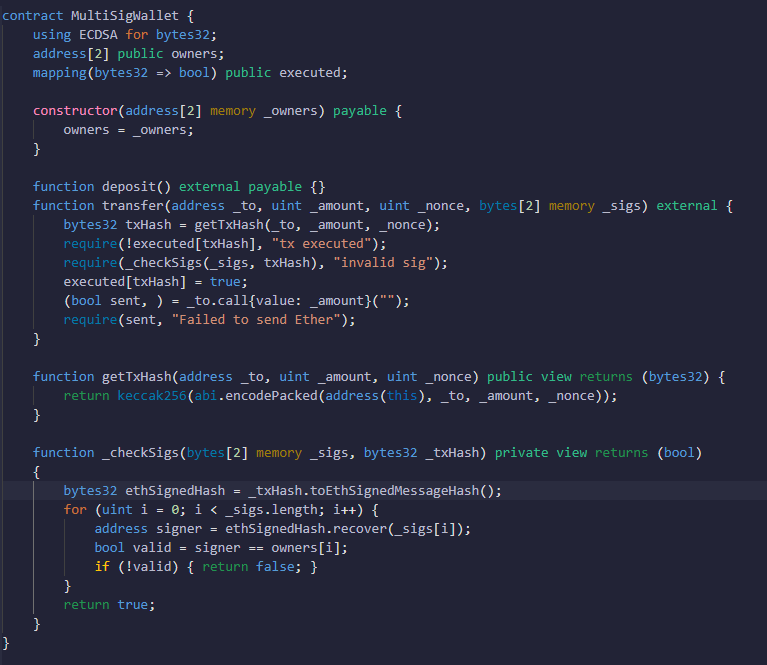 contract MultiSigWallet {
    using ECDSA for bytes32;
    address[2] public owners;
    mapping(bytes32 => bool) public executed;

    constructor(address[2] memory _owners) payable {
        owners = _owners;
    }

    function deposit() external payable {}
    function transfer(address _to, uint _amount, uint _nonce, bytes[2] memory _sigs) external {
        bytes32 txHash = getTxHash(_to, _amount, _nonce);
        require(!executed[txHash], "tx executed");
        require(_checkSigs(_sigs, txHash), "invalid sig");
        executed[txHash] = true;
        (bool sent, ) = _to.call{value: _amount}("");
        require(sent, "Failed to send Ether");
    }

    function getTxHash(address _to, uint _amount, uint _nonce) public view returns (bytes32) {
        return keccak256(abi.encodePacked(address(this), _to, _amount, _nonce));
    }

    function _checkSigs(bytes[2] memory _sigs, bytes32 _txHash) private view returns (bool)
    {
        bytes32 ethSignedHash = _txHash.toEthSignedMessageHash();
        for (uint i = 0; i < _sigs.length; i++) {
            address signer = ethSignedHash.recover(_sigs[i]);
            bool valid = signer == owners[i];
            if (!valid) { return false; }
        }
        return true;
    }
}